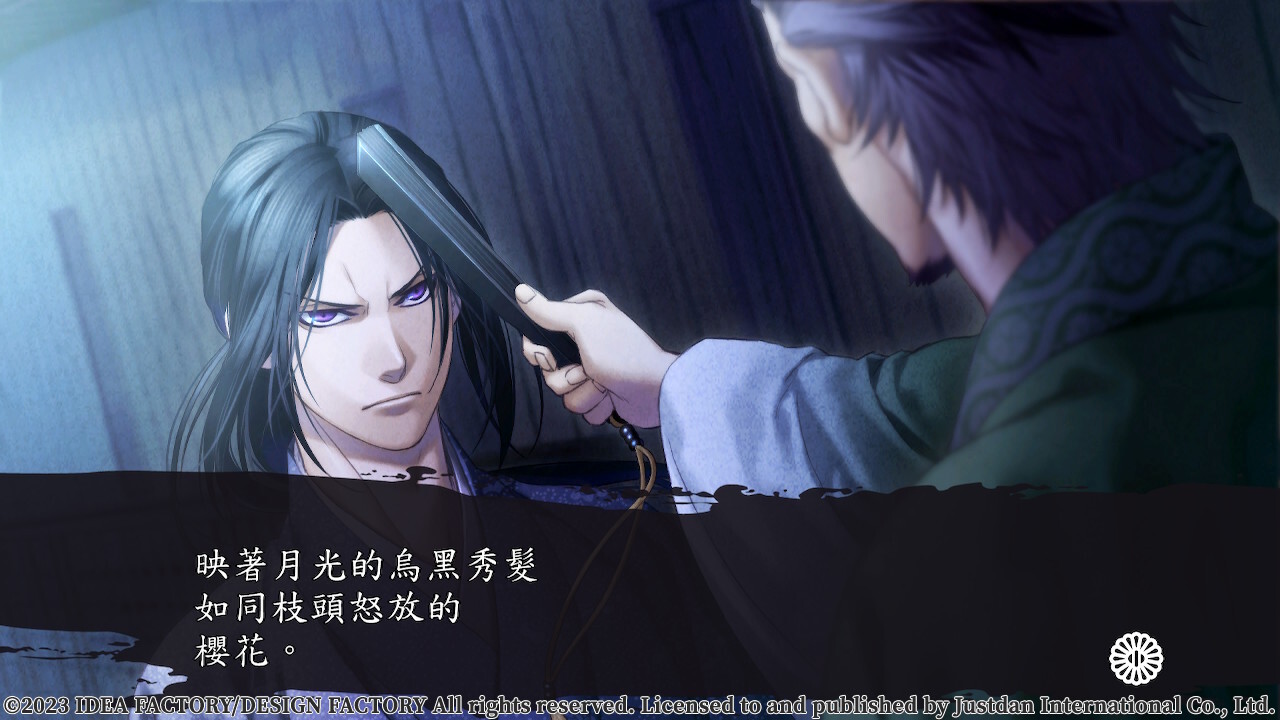 映著月光的烏黑秀髮
如同枝頭怒放的
櫻花。
©2023 IDEA FACTORY/DESIGN FACTORY All rights reserved. Licensed to and published by Justdan International Co., Ltd.